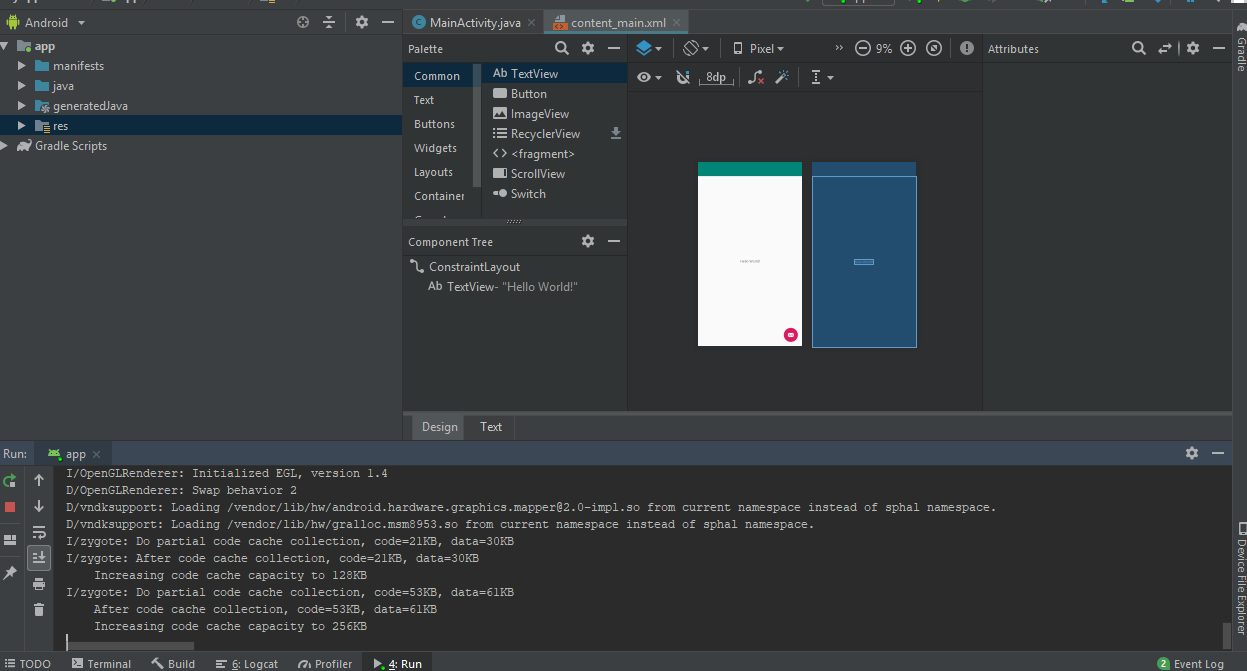 Android
MainActivity.java
content_main.xml
app
manifests
java
generatedJava
res
Gradle Scripts
Palette
Common
Text
Buttons
Widgets
Layouts
Container
Ab TextView
Button
ImageView
RecyclerView
<fragment>
ScrollView
Switch
Component Tree
ConstraintLayout
Ab TextView- "Hello World!"
Pixel
9%
8dp
Attributes
Gradle
Device File Explorer
Design
Text
Run:
app
I/OpenGLRenderer: Initialized EGL, version 1.4
D/OpenGLRenderer: Swap behavior 2
D/vndksupport: Loading /vendor/lib/hw/android.hardware.graphics.mapper@2.0-impl.so from current namespace instead of sphal namespace.
D/vndksupport: Loading /vendor/lib/hw/gralloc.msm8953.so from current namespace instead of sphal namespace.
I/zygote: Do partial code cache collection, code=21KB, data=30KB
I/zygote: After code cache collection, code=21KB, data=30KB
Increasing code cache capacity to 128KB
I/zygote: Do partial code cache collection, code=53KB, data=61KB
After code cache collection, code=53KB, data=61KB
Increasing code cache capacity to 256KB
TODO
Terminal
Build
6: Logcat
Profiler
4: Run
2 Event Log